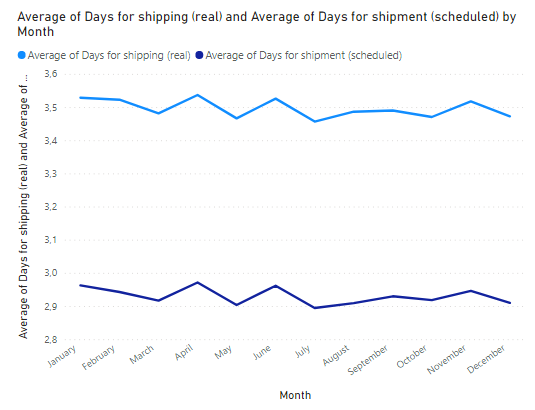 Average of Days for shipping (real) and Average of Days for shipment (scheduled) by
Month
Average of Days for shipping (real) Average of Days for shipment (scheduled)
Average of Days for shipping (real) and Average of ...
3,6
3,5
3,4
3,3
3,2
3,1
3,0
2,9
2,8
January February March April May June July August September October November December
Month